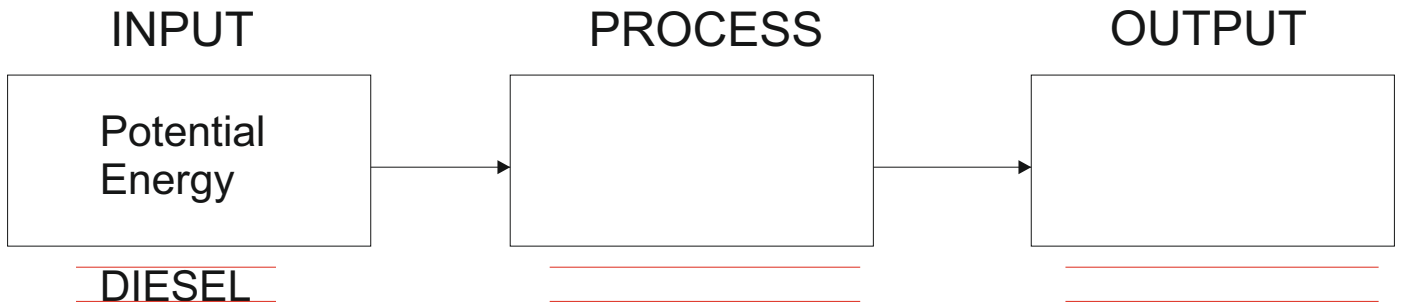 INPUT
PROCESS
OUTPUT
Potential
Energy
DIESEL